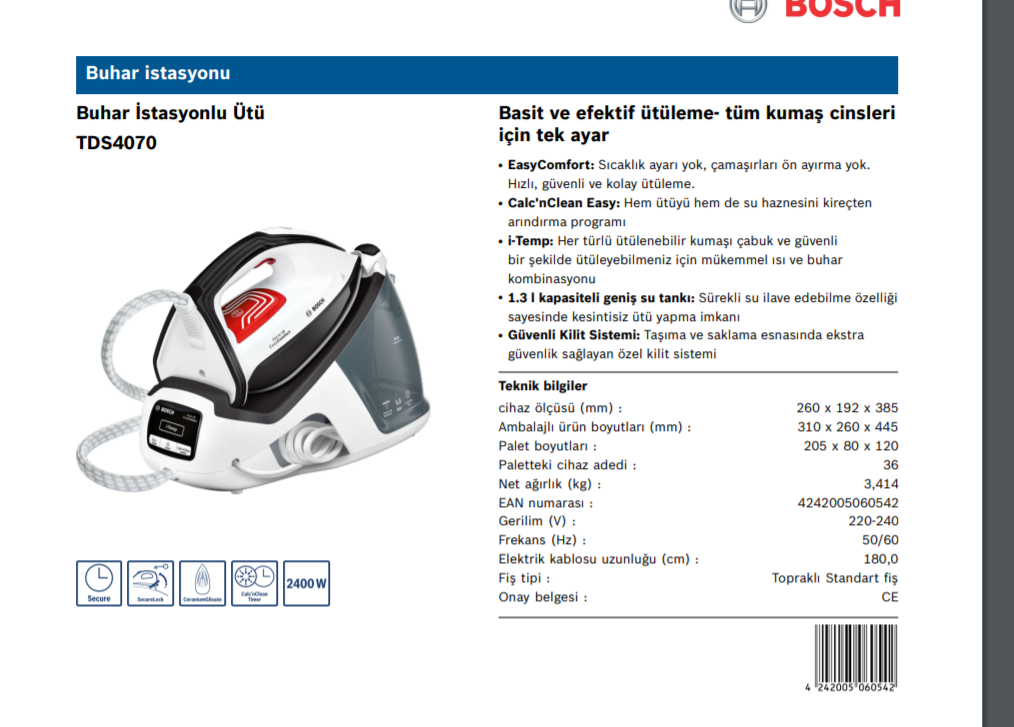 BOSCH
Buhar istasyonu
Buhar İstasyonlu Ütü
TDS4070
Basit ve efektif ütüleme- tüm kumaş cinsleri
için tek ayar
• EasyComfort: Sıcaklık ayarı yok, çamaşırları ön ayırma yok.
Hızlı, güvenli ve kolay ütüleme.
• Calc'nClean Easy: Hem ütüyü hem de su haznesini kireçten
arındırma programı
• i-Temp: Her türlü ütülenebilir kumaşı çabuk ve güvenli
bir şekilde ütüleyebilmeniz için mükemmel ısı ve buhar
kombinasyonu
• 1.3 l kapasiteli geniş su tankı: Sürekli su ilave edebilme özelliği
sayesinde kesintisiz ütü yapma imkanı
• Güvenli Kilit Sistemi: Taşıma ve saklama esnasında ekstra
güvenlik sağlayan özel kilit sistemi
Teknik bilgiler
cihaz ölçüsü (mm) : 260 x 192 x 385
Ambalajlı ürün boyutları (mm) : 310 x 260 x 445
Palet boyutları : 205 x 80 x 120
Paletteki cihaz adedi : 36
Net ağırlık (kg) : 3,414
EAN numarası : 4242005060542
Gerilim (V) : 220-240
Frekans (Hz) : 50/60
Elektrik kablosu uzunluğu (cm) : 180,0
Fiş tipi : Topraklı Standart fiş
Onay belgesi : CE
BOSCH
BOSCH
i-Temp
Secure
SecureLock
CeraniumGlissée
Calc'nClean
Timer
2400 W
4 242005 060542